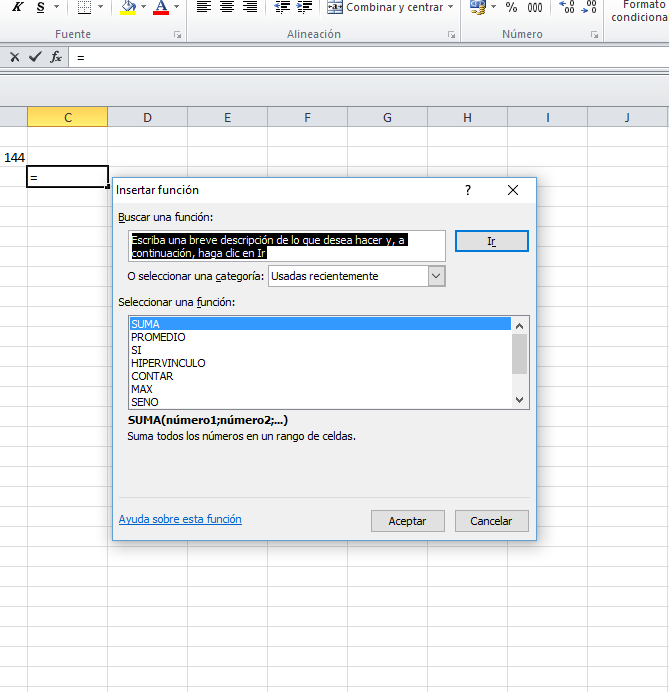 K S A Combinar y centrar % 000 Formato
condiciona
Fuente Alineación Número
fx =
C D E F G H I J
144
=
Insertar función ?
Buscar una función:
Escriba una breve descripción de lo que desea hacer y, a
continuación, haga clic en Ir
Ir
O seleccionar una categoría: Usadas recientemente
Seleccionar una función:
SUMA
PROMEDIO
SI
HIPERVINCULO
CONTAR
MAX
SENO
SUMA(número1;número2;...)
Suma todos los números en un rango de celdas.
Ayuda sobre esta función
Aceptar Cancelar